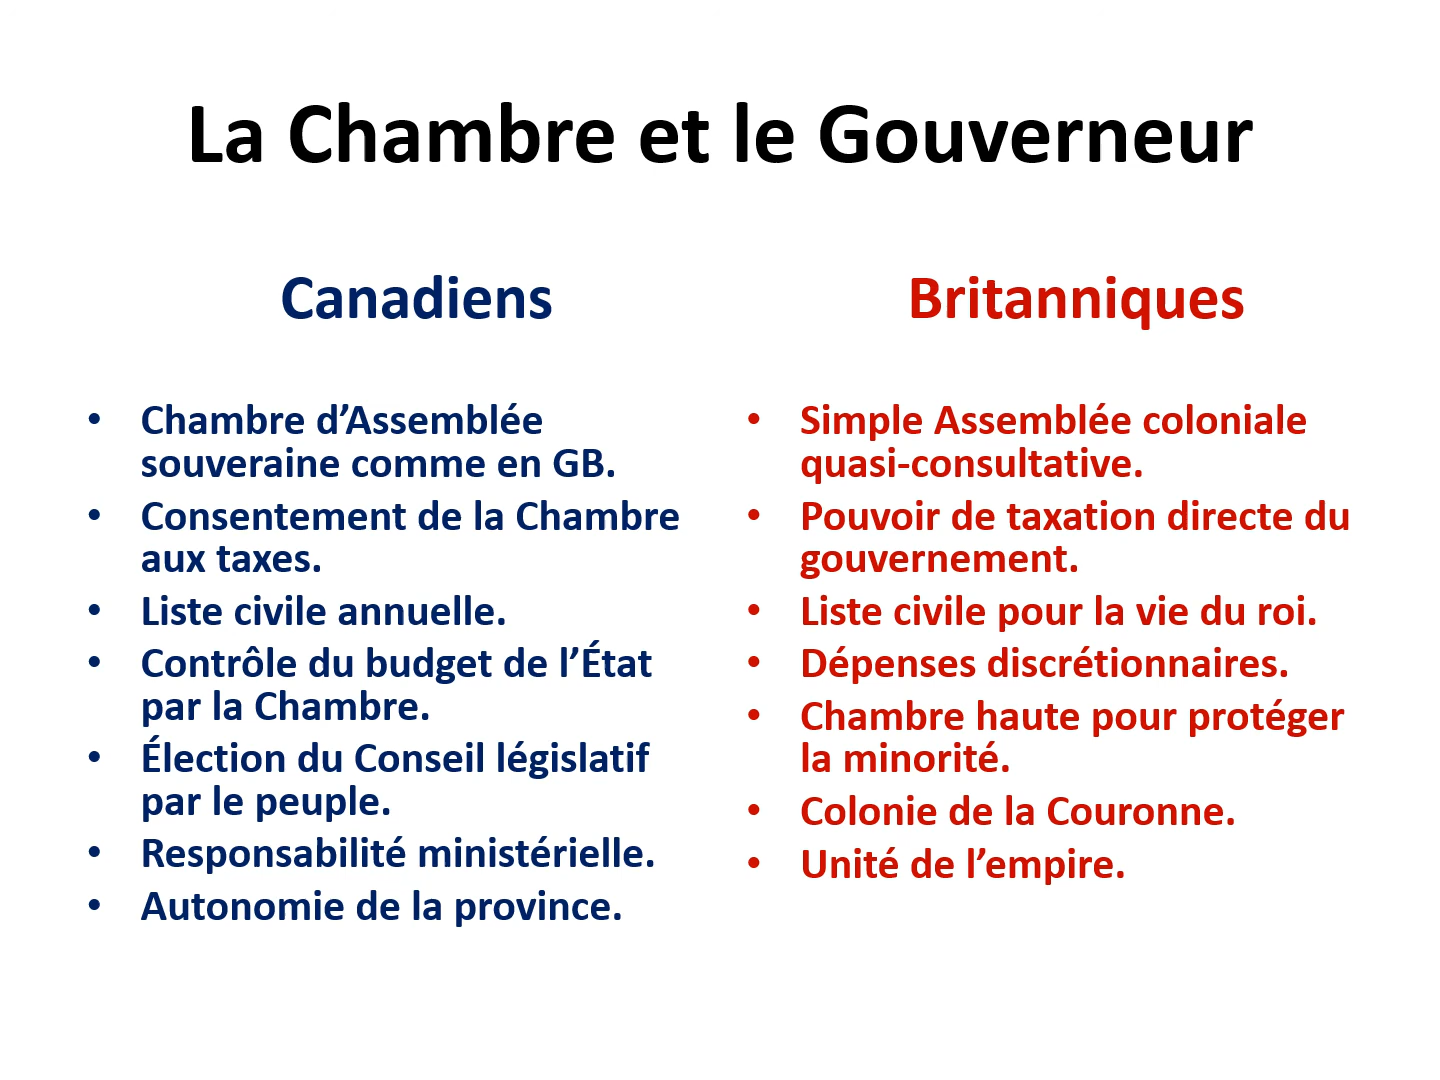 La Chambre et le Gouverneur
Canadiens
• Chambre d’Assemblée
souveraine comme en GB.
• Consentement de la Chambre
aux taxes.
• Liste civile annuelle.
• Contrôle du budget de l’État
par la Chambre.
• Élection du Conseil législatif
par le peuple.
• Responsabilité ministérielle.
• Autonomie de la province.
Britanniques
• Simple Assemblée coloniale
quasi-consultative.
• Pouvoir de taxation directe du
gouvernement.
• Liste civile pour la vie du roi.
• Dépenses discrétionnaires.
• Chambre haute pour protéger
la minorité.
• Colonie de la Couronne.
• Unité de l’empire.